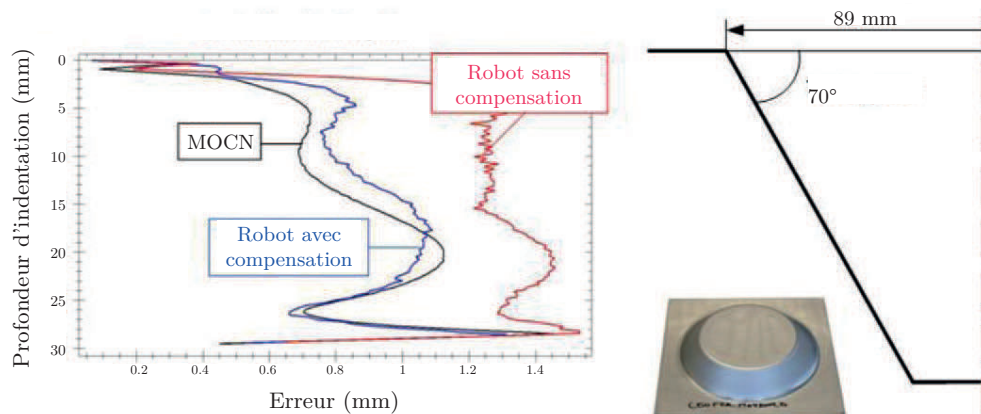 Profondeur d'indentation (mm)
0
5
10
15
20
25
30
0.2
0.4
0.6
0.8
1
1.2
1.4
Erreur (mm)
MOCN
Robot sans
compensation
Robot avec
compensation
89 mm
70°